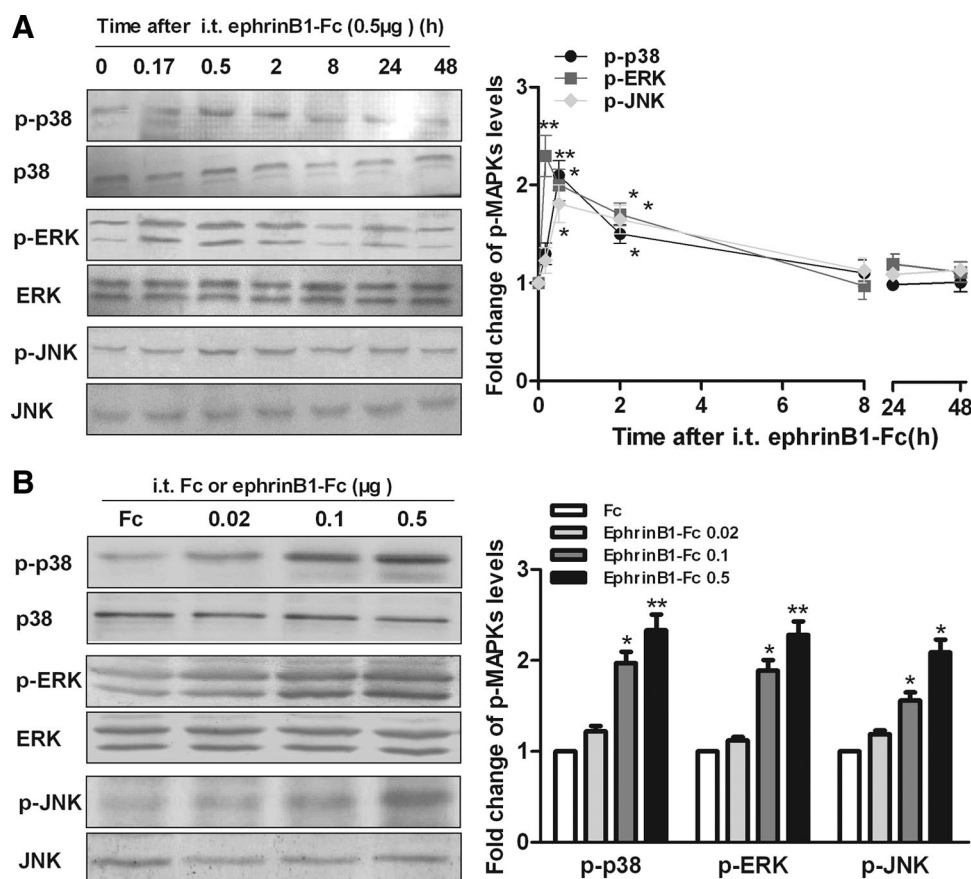 A
Time after i.t. ephrinB1-Fc (0.5μg ) (h)
0 0.17 0.5 2 8 24 48
p-p38
p38
p-ERK
ERK
p-JNK
JNK
p-p38
p-ERK
p-JNK
Fold change of p-MAPKs levels
3
2
1
0
** ** * * * * *
0 2 4 6 8 24 48
Time after i.t. ephrinB1-Fc(h)
B
i.t. Fc or ephrinB1-Fc (μg )
Fc 0.02 0.1 0.5
p-p38
p38
p-ERK
ERK
p-JNK
JNK
Fc
EphrinB1-Fc 0.02
EphrinB1-Fc 0.1
EphrinB1-Fc 0.5
Fold change of p-MAPKs levels
3
2
1
0
* ** * ** * *
p-p38 p-ERK p-JNK